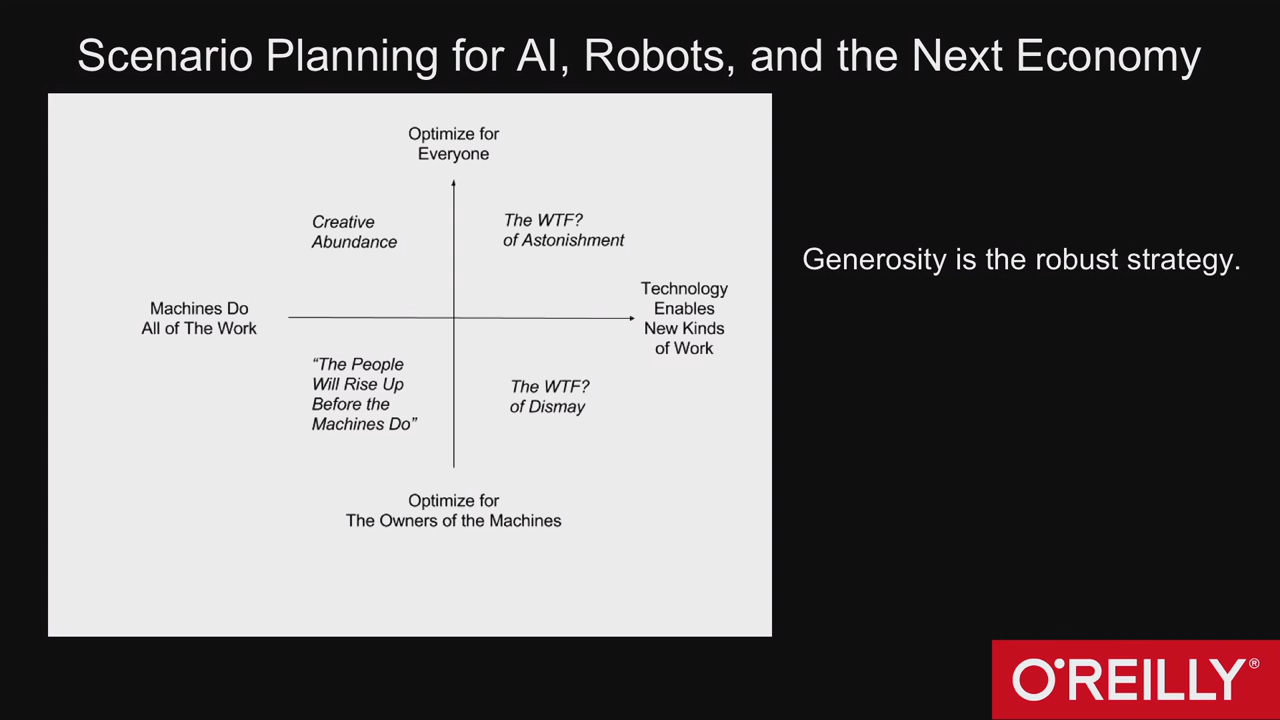 Scenario Planning for AI, Robots, and the Next Economy
Optimize for
Everyone
Creative
Abundance
The WTF?
of Astonishment
Machines Do
All of The Work
Technology
Enables
New Kinds
of Work
“The People
Will Rise Up
Before the
Machines Do”
The WTF?
of Dismay
Optimize for
The Owners of the Machines
Generosity is the robust strategy.
O'REILLY®